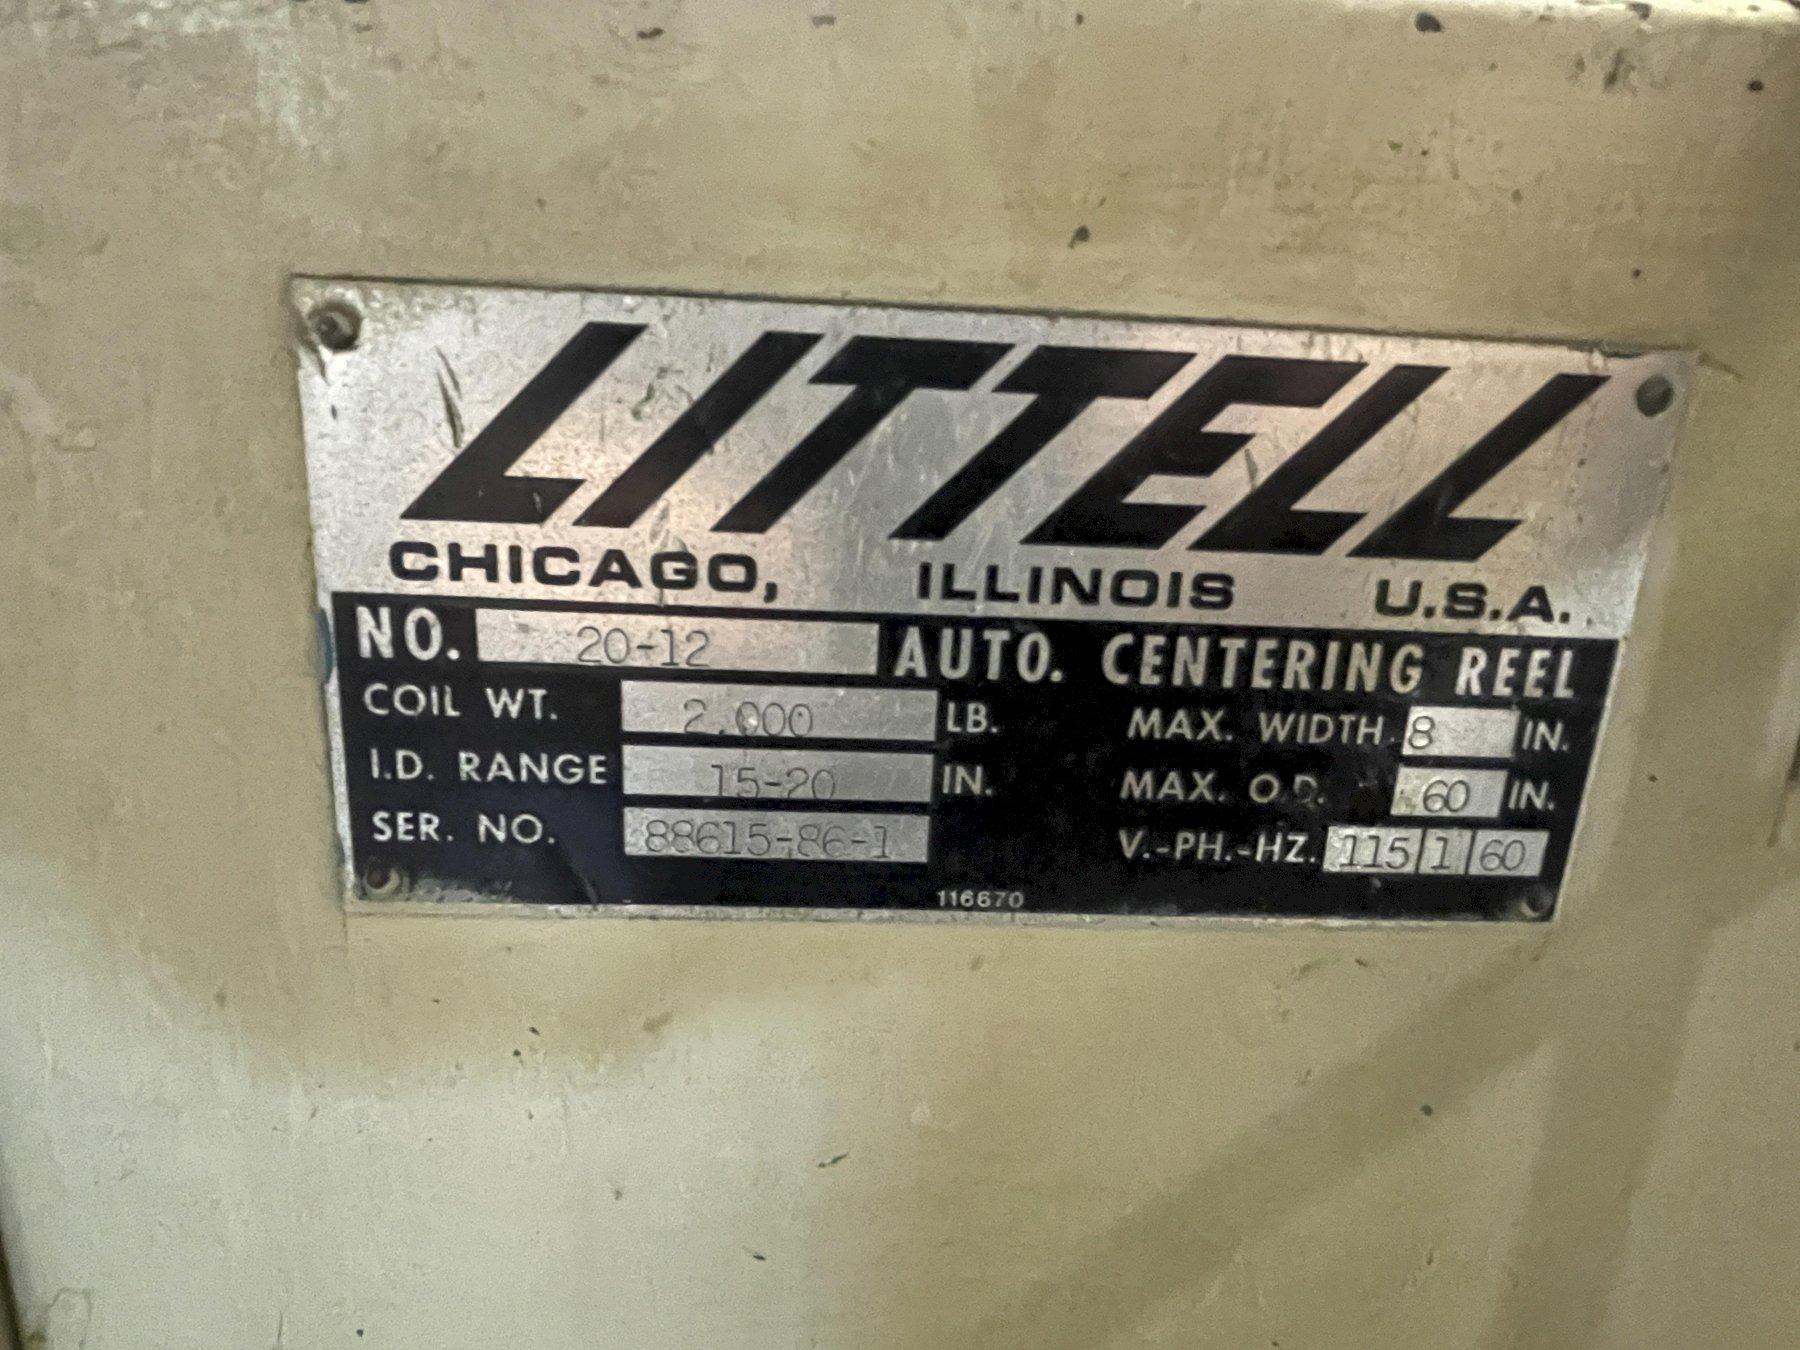 LITTELL
CHICAGO, ILLINOIS U.S.A.
NO. 20-12 AUTO. CENTERING REEL
COIL WT. 2,000 LB. MAX. WIDTH 8 IN.
I.D. RANGE 15-20 IN. MAX. O.D. 60 IN.
SER. NO. 88615-86-1 V.-PH.-HZ. 115 1 60
116670